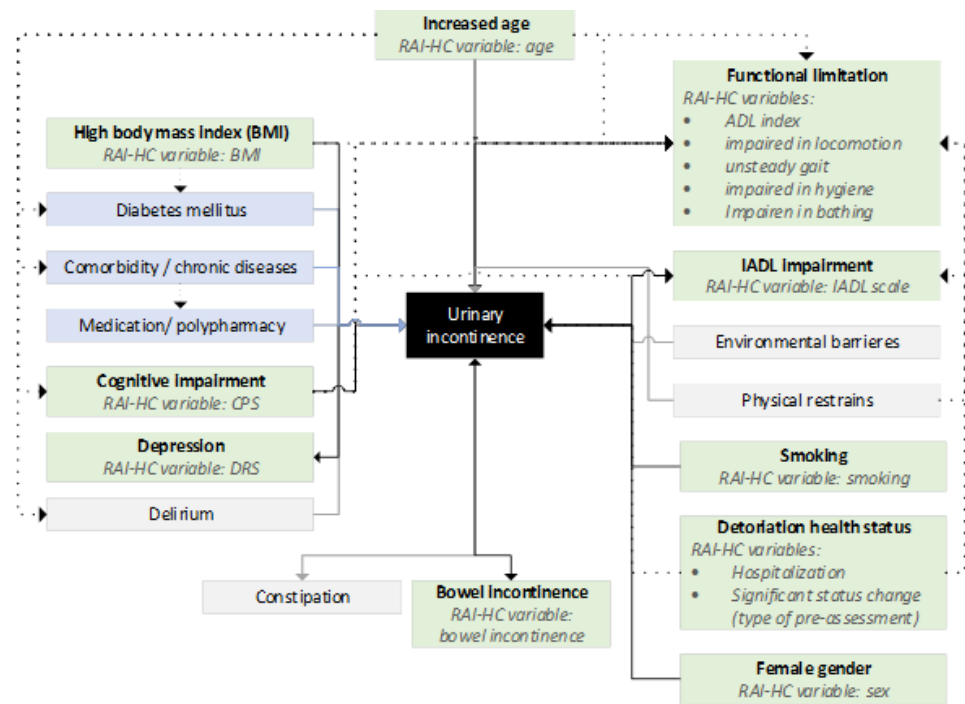 Increased age
RAI-HC variable: age
Functional limitation
RAI-HC variables:
• ADL index
• impaired in locomotion
• unsteady gait
• impaired in hygiene
• Impairen in bathing
High body mass index (BMI)
RAI-HC variable: BMI
Diabetes mellitus
Comorbidity / chronic diseases
IADL impairment
RAI-HC variable: IADL scale
Medication/ polypharmacy
Urinary
incontinence
Environmental barrieres
Cognitive impairment
RAI-HC variable: CPS
Physical restrains
Depression
RAI-HC variable: DRS
Smoking
RAI-HC variable: smoking
Delirium
Detoriation health status
RAI-HC variables:
• Hospitalization
• Significant status change
(type of pre-assessment)
Constipation
Bowel incontinence
RAI-HC variable:
bowel incontinence
Female gender
RAI-HC variable: sex